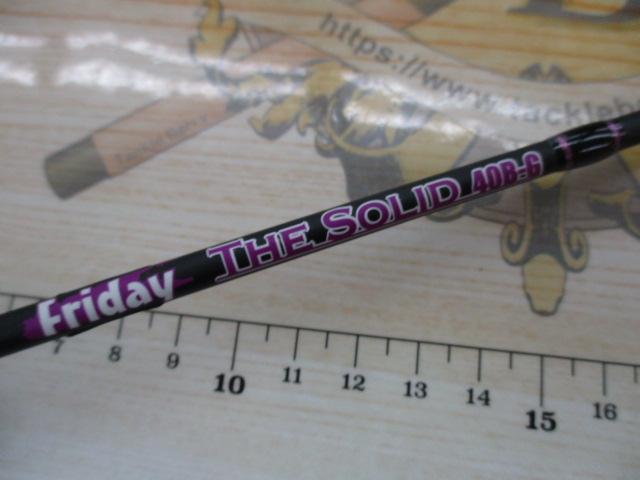 https://www.tackleb
Friday THE SOLID 40B-G
7 8 9 10 11 12 13 14 15 16